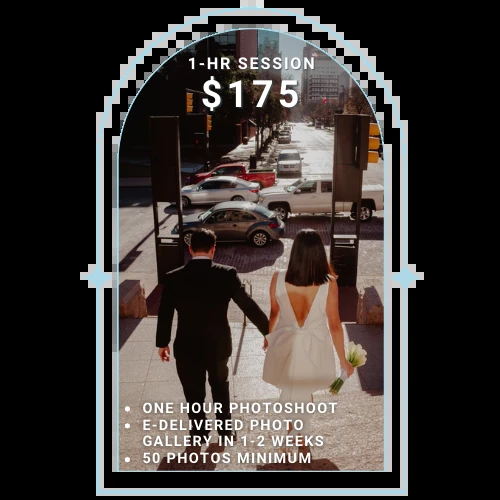 1-HR SESSION
$175
• ONE HOUR PHOTOSHOOT
• E-DELIVERED PHOTO
GALLERY IN 1-2 WEEKS
• 50 PHOTOS MINIMUM